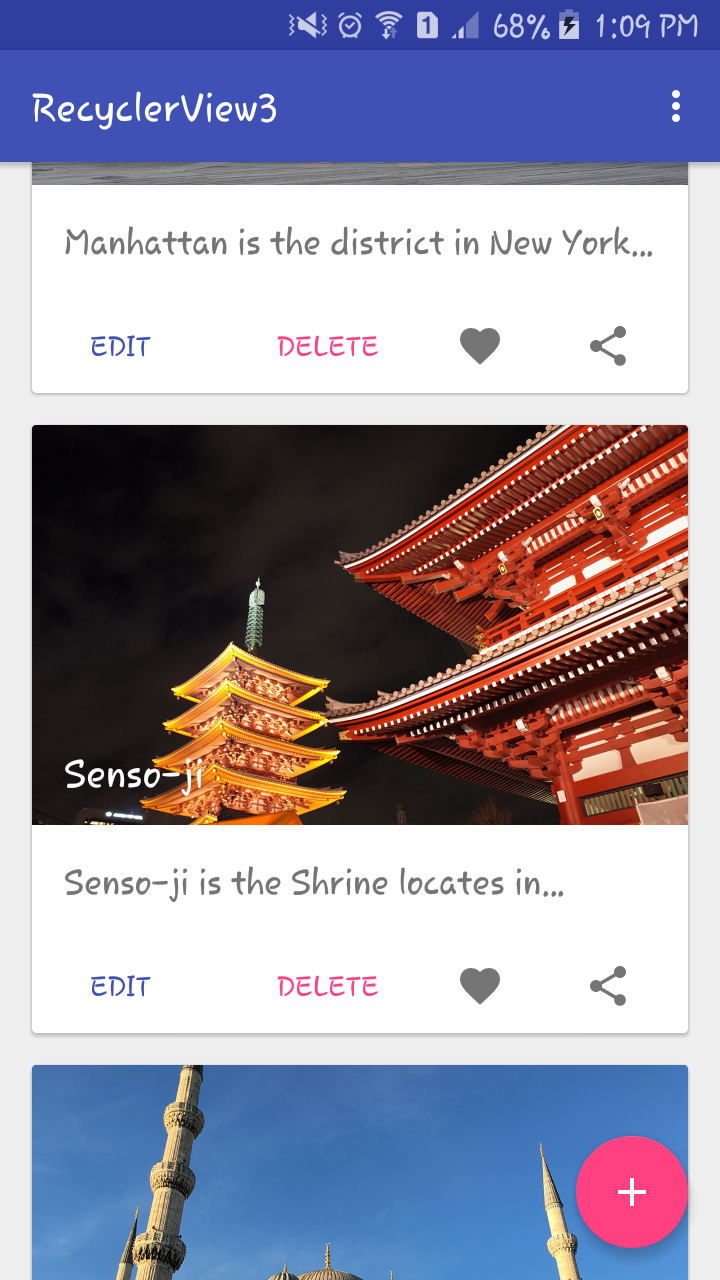 1 68% 1:09 PM
RecyclerView3
Manhattan is the district in New York...
EDIT DELETE
Senso-ji
Senso-ji is the Shrine locates in...
EDIT DELETE